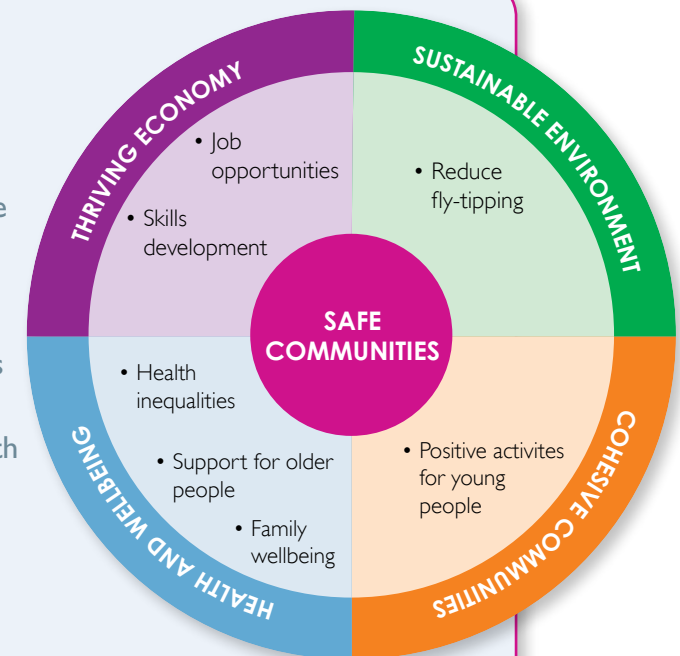 THRIVING ECONOMY
• Job
opportunities
• Skills
development
SUSTAINABLE ENVIRONMENT
• Reduce
fly-tipping
SAFE
COMMUNITIES
HEALTH AND WELLBEING
• Health
inequalities
• Support for older
people
• Family
wellbeing
COHESIVE COMMUNITIES
• Positive activites
for young
people